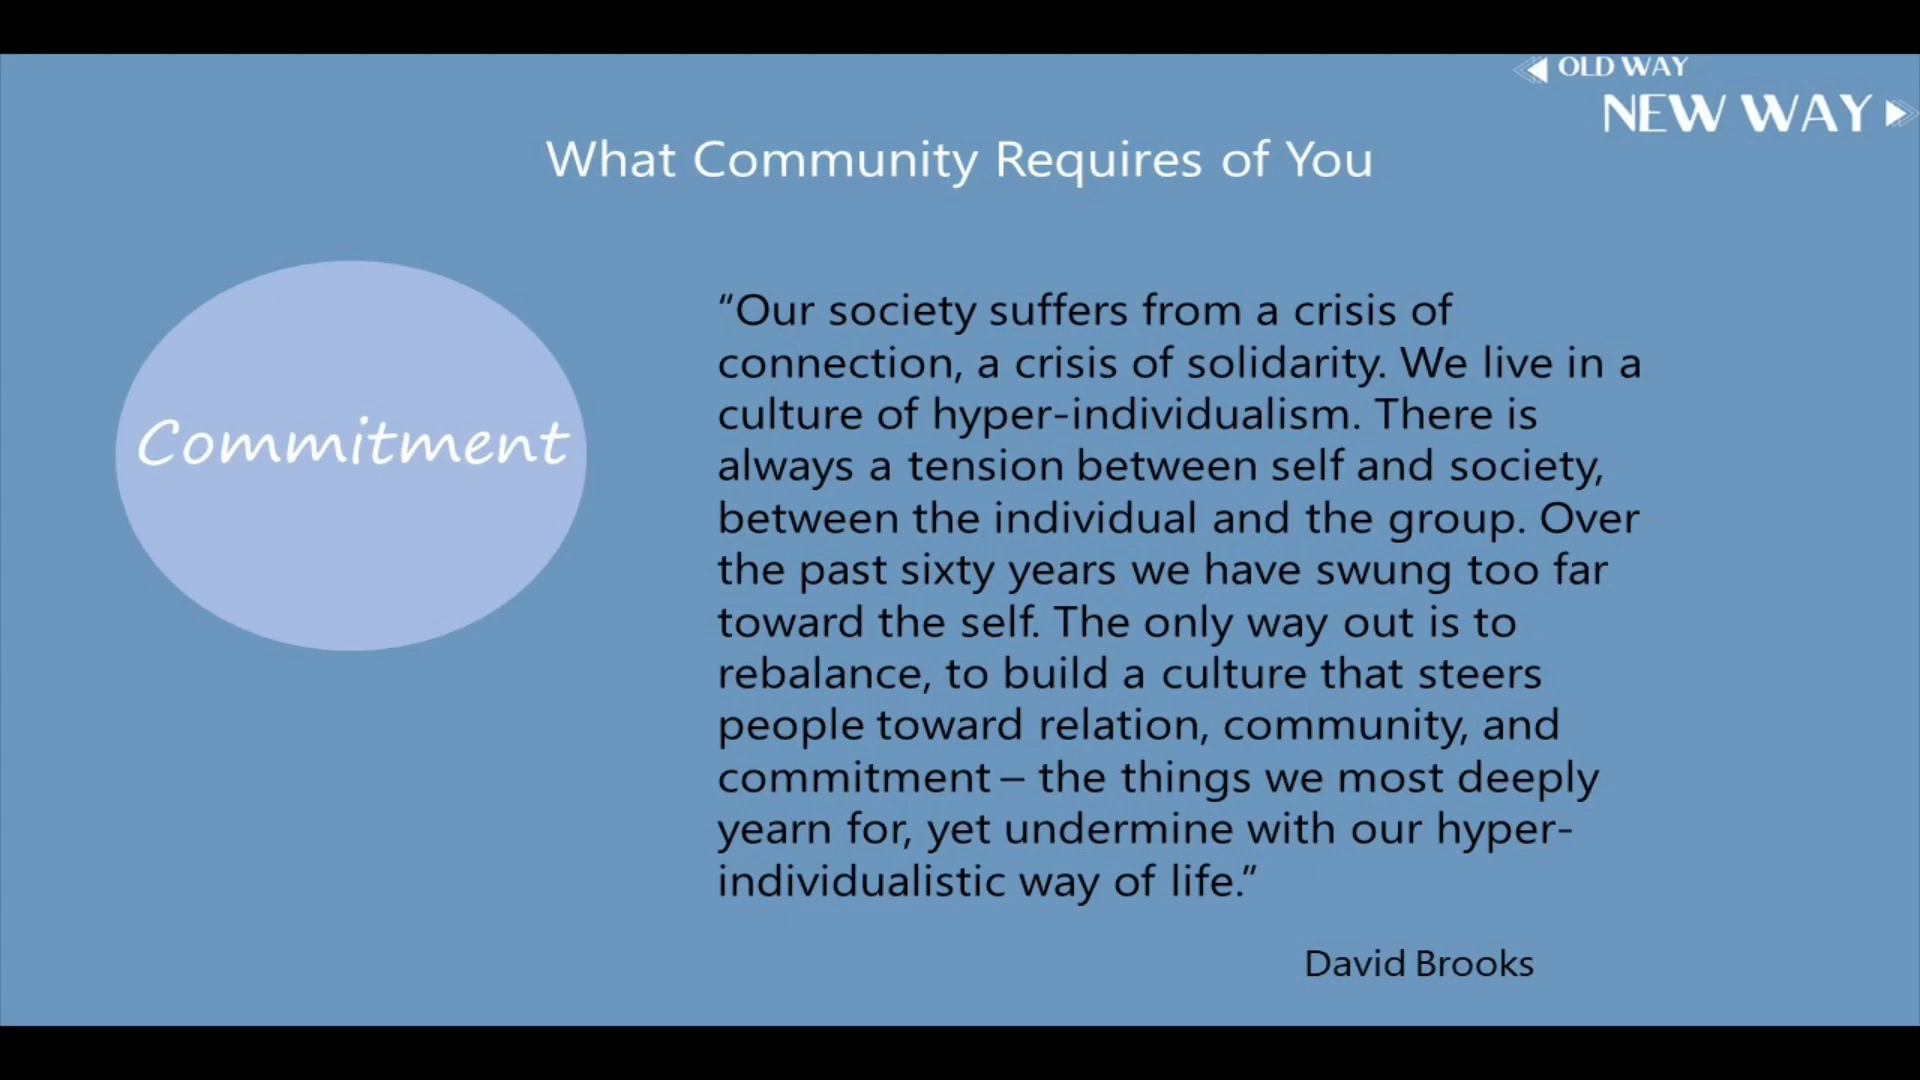 OLD WAY
NEW WAY
What Community Requires of You
Commitment
“Our society suffers from a crisis of
connection, a crisis of solidarity. We live in a
culture of hyper-individualism. There is
always a tension between self and society,
between the individual and the group. Over
the past sixty years we have swung too far
toward the self. The only way out is to
rebalance, to build a culture that steers
people toward relation, community, and
commitment – the things we most deeply
yearn for, yet undermine with our hyper-
individualistic way of life.”
David Brooks